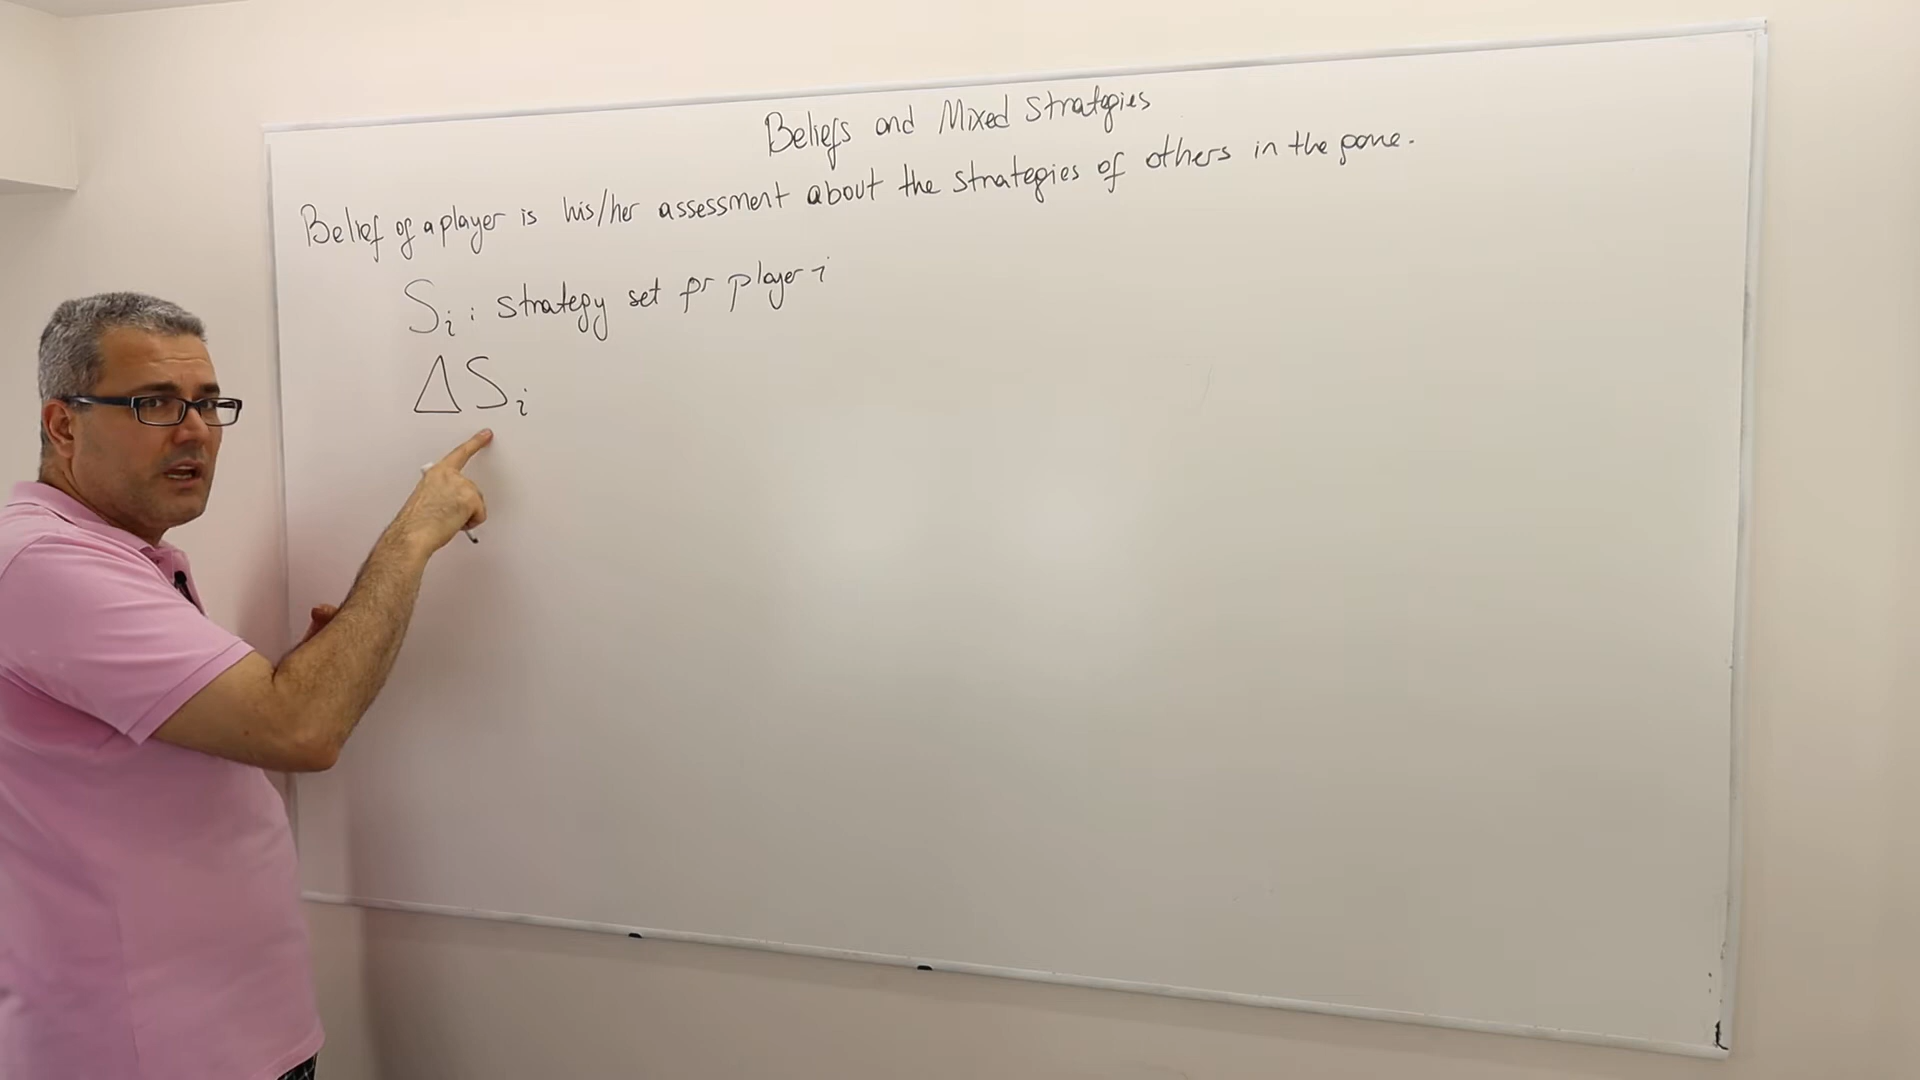 Beliefs and Mixed Strategies
Belief of a player is his/her assessment about the strategies of others in the game.
Si : strategy set for player i
ΔSi